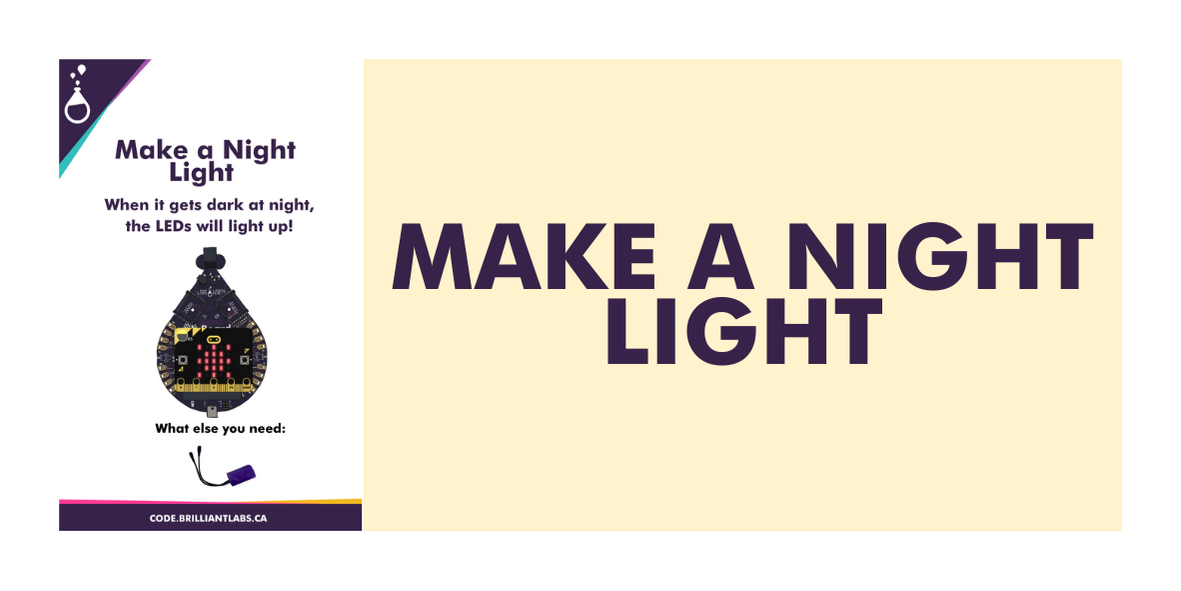 Make a Night
Light
When it gets dark at night,
the LEDs will light up!
What else you need:
CODE.BRILLIANTLABS.CA
MAKE A NIGHT
LIGHT